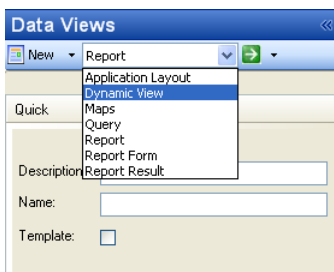 Data Views
New Report
Application Layout
Dynamic View
Maps
Quick
Query
Report
Report Form
Description Report Result
Name:
Template: